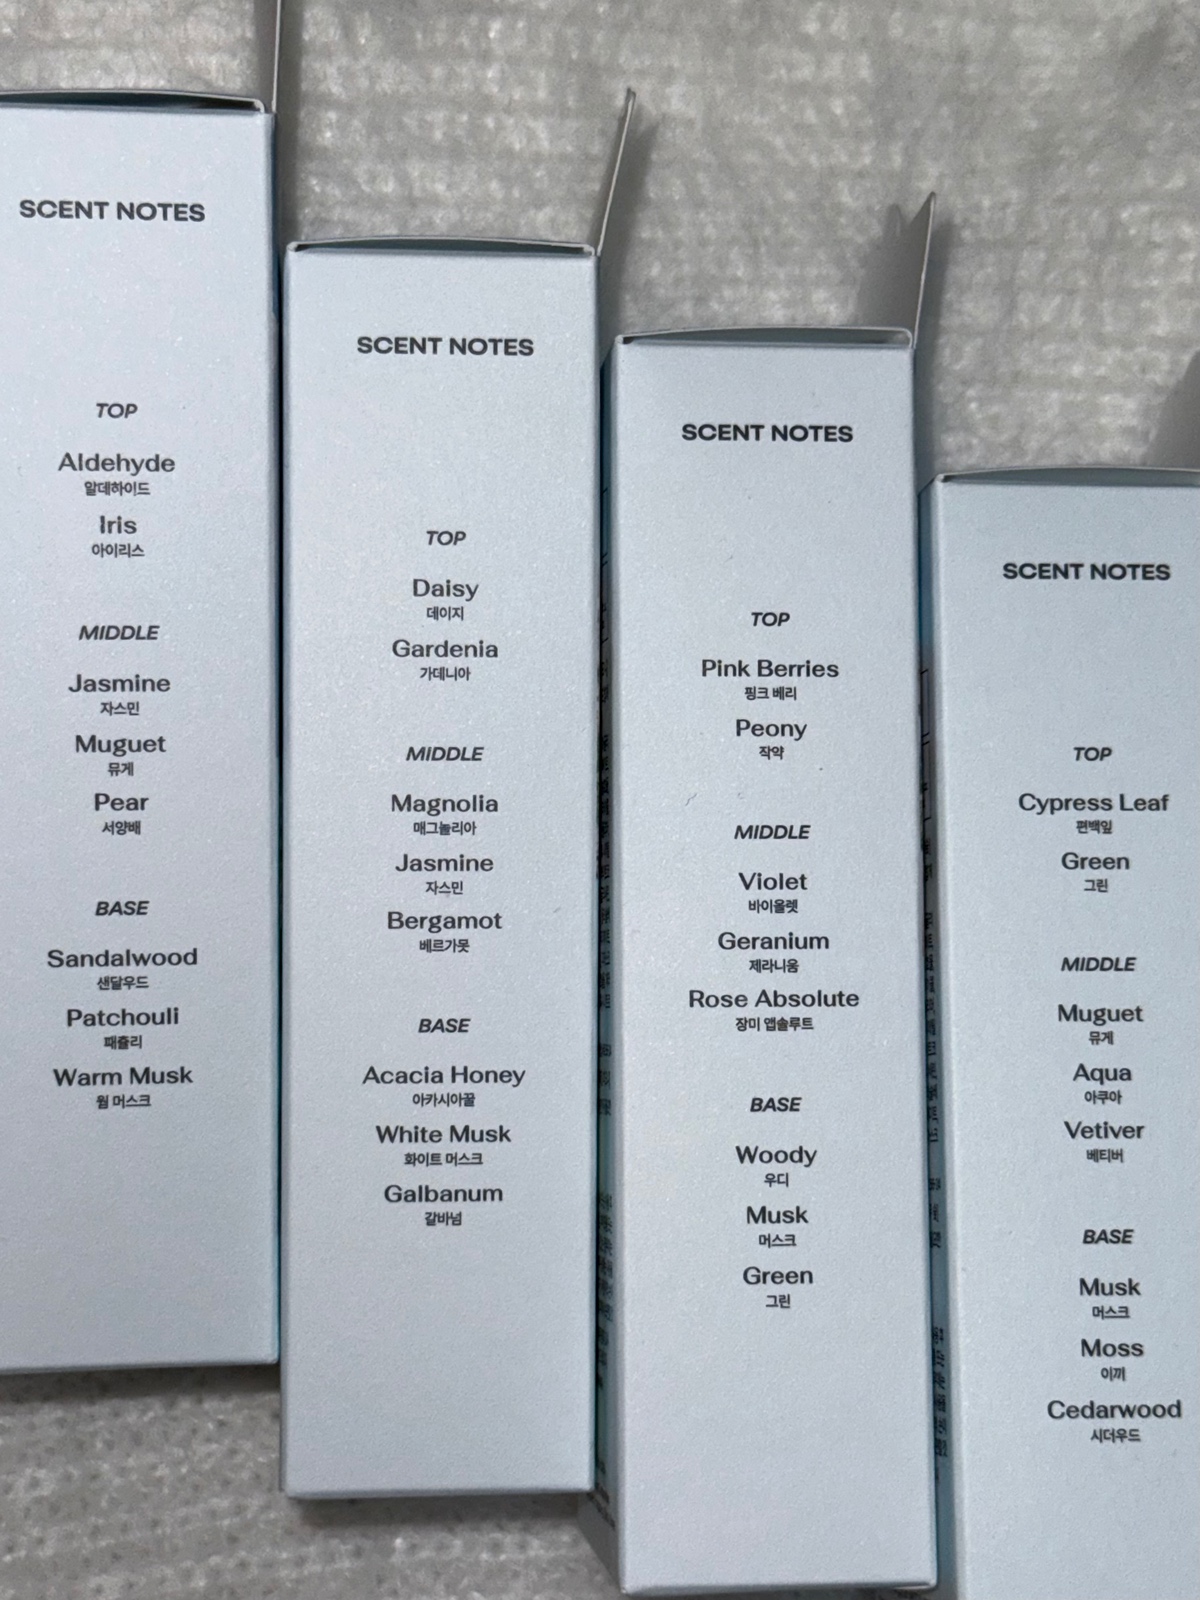 SCENT NOTES
TOP
Aldehyde
알데하이드
Iris
아이리스
MIDDLE
Jasmine
자스민
Muguet
뮤게
Pear
서양배
BASE
Sandalwood
샌달우드
Patchouli
패츌리
Warm Musk
웜 머스크
SCENT NOTES
TOP
Daisy
데이지
Gardenia
가데니아
MIDDLE
Magnolia
매그놀리아
Jasmine
자스민
Bergamot
베르가못
BASE
Acacia Honey
아카시아꿀
White Musk
화이트 머스크
Galbanum
갈바넘
SCENT NOTES
TOP
Pink Berries
핑크 베리
Peony
작약
MIDDLE
Violet
바이올렛
Geranium
제라니움
Rose Absolute
장미 앱솔루트
BASE
Woody
우디
Musk
머스크
Green
그린
SCENT NOTES
TOP
Cypress Leaf
편백잎
Green
그린
MIDDLE
Muguet
뮤게
Aqua
아쿠아
Vetiver
베티버
BASE
Musk
머스크
Moss
이끼
Cedarwood
시더우드